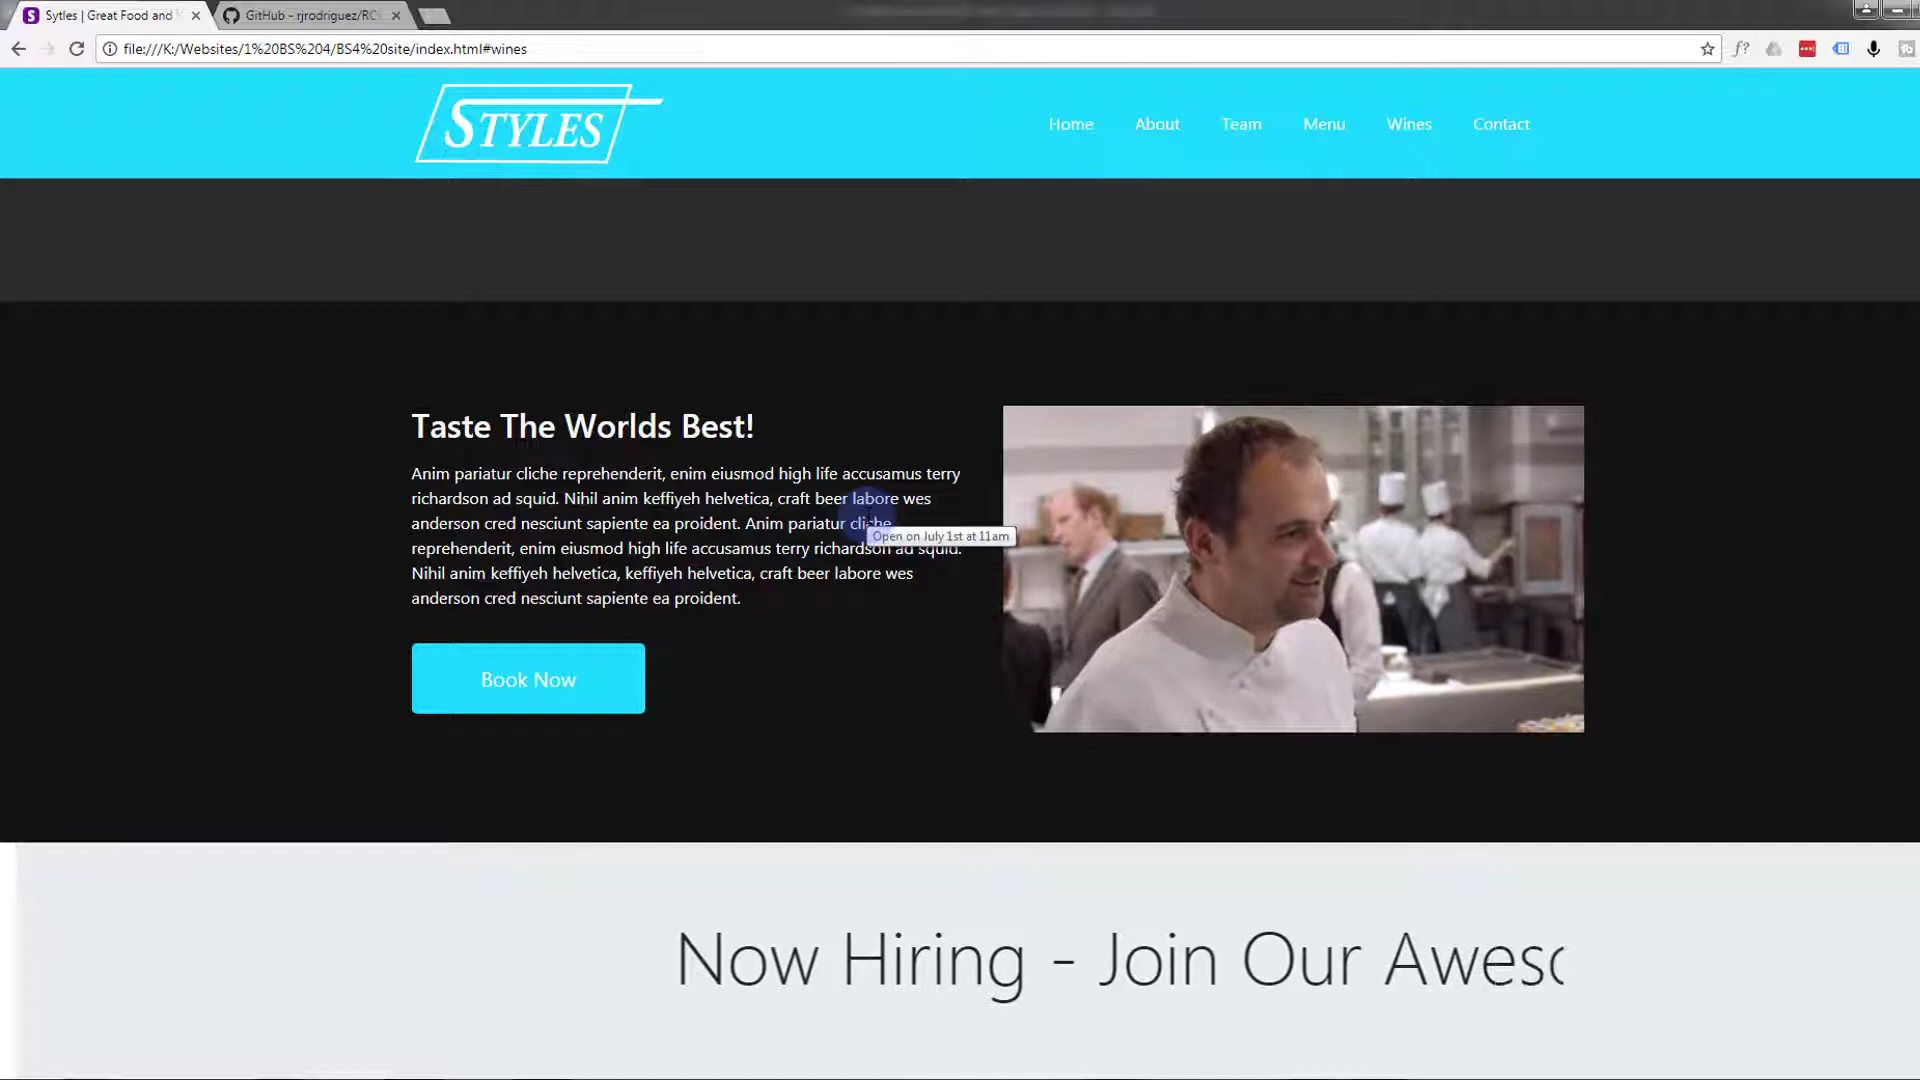 Sytles | Great Food and
GitHub - rjrodriguez/RC
file:///K:/Websites/1%20BS%204/BS4%20site/index.html#wines
STYLES
Home
About
Team
Menu
Wines
Contact
Taste The Worlds Best!
Anim pariatur cliche reprehenderit, enim eiusmod high life accusamus terry
richardson ad squid. Nihil anim keffiyeh helvetica, craft beer labore wes
anderson cred nesciunt sapiente ea proident. Anim pariatur cliche
Open on July 1st at 11am
reprehenderit, enim eiusmod high life accusamus terry richardson ad squid.
Nihil anim keffiyeh helvetica, keffiyeh helvetica, craft beer labore wes
anderson cred nesciunt sapiente ea proident.
Book Now
Now Hiring - Join Our Aweso